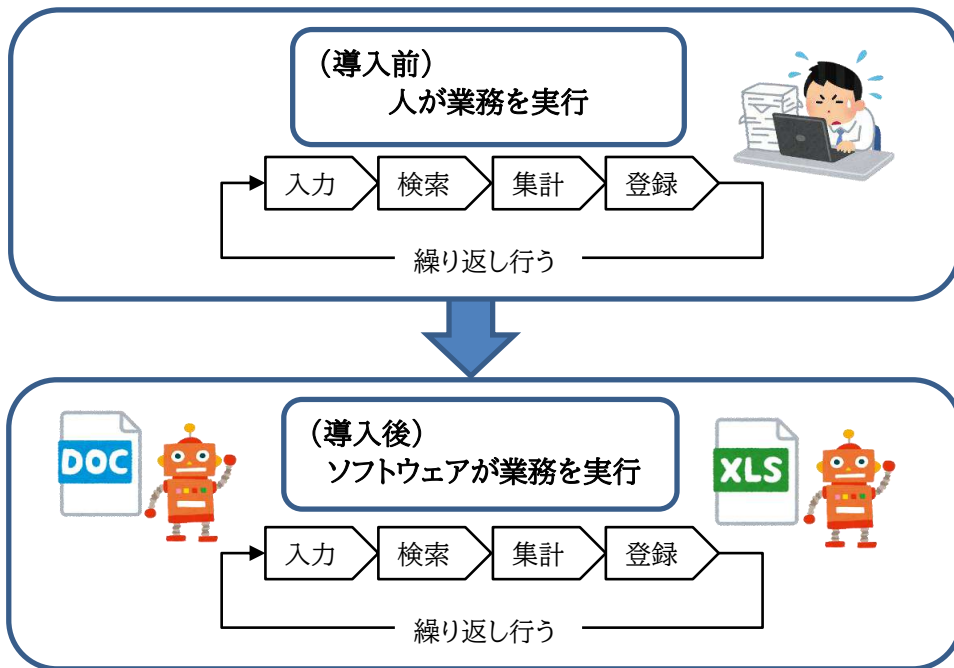 （導入前）
人が業務を実行
入力
検索
集計
登録
繰り返し行う
（導入後）
ソフトウェアが業務を実行
DOC
XLS
入力
検索
集計
登録
繰り返し行う